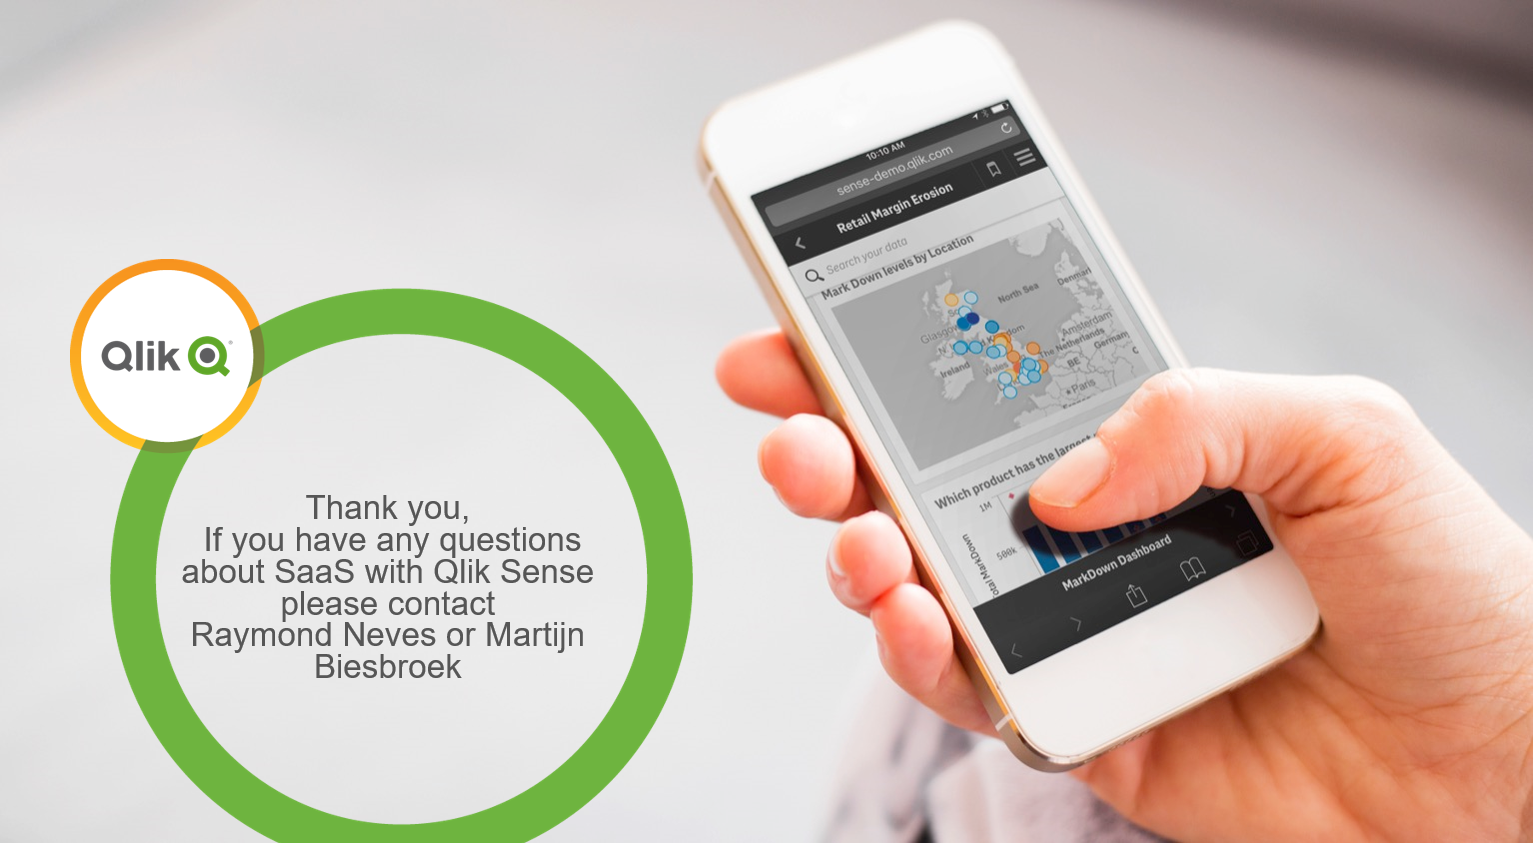 Qlik
Thank you,
If you have any questions
about SaaS with Qlik Sense
please contact
Raymond Neves or Martijn
Biesbroek
10:10 AM
sense-demo.qlik.com
Retail Margin Erosion
Search your data
Mark Down levels by Location
North Sea
Denmark
Glasgow
Amsterdam
The Netherlands
Germany
Ireland
Wales
BE
Paris
Which product has the largest
1M
500k
MarkDown
MarkDown Dashboard